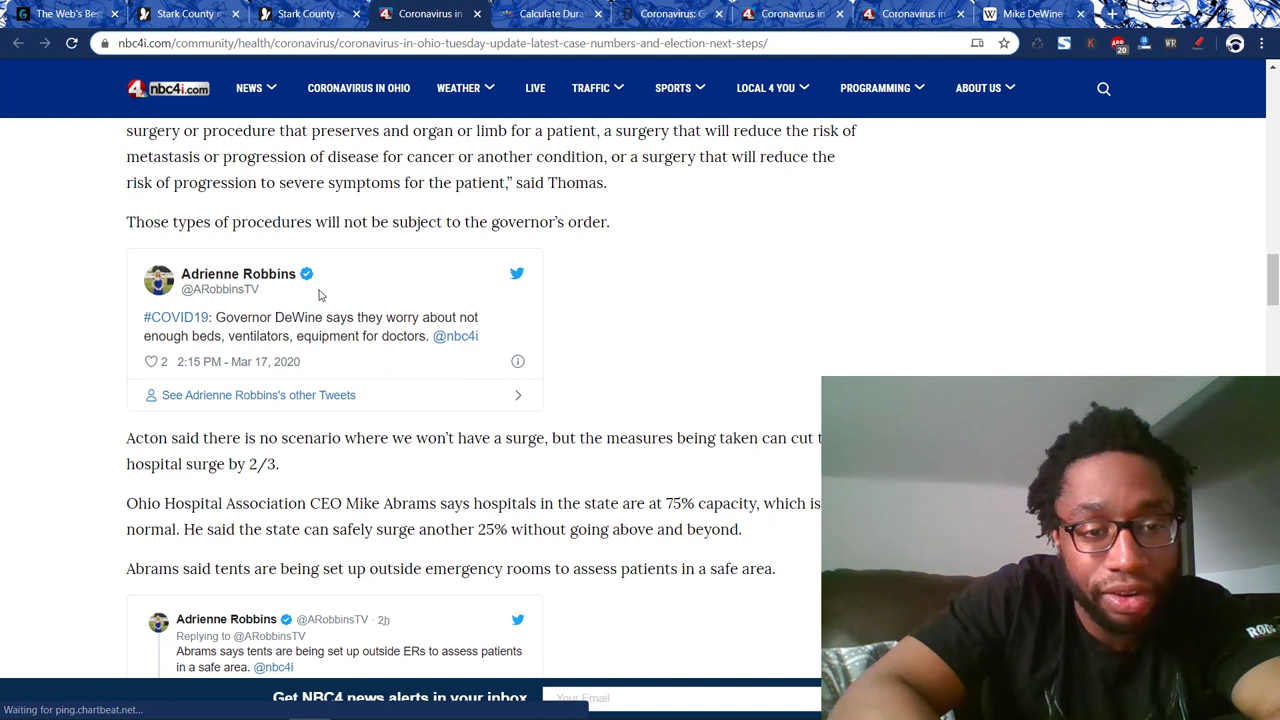 The Web's Best
Stark County n
Stark County sc
Coronavirus in
Calculate Dura
Coronavirus: G
Coronavirus in
Coronavirus in
Mike DeWine -
nbc4i.com/community/health/coronavirus/coronavirus-in-ohio-tuesday-update-latest-case-numbers-and-election-next-steps/
20
WR
4 nbc4i.com
NEWS
CORONAVIRUS IN OHIO
WEATHER
LIVE
TRAFFIC
SPORTS
LOCAL 4 YOU
PROGRAMMING
ABOUT US
surgery or procedure that preserves and organ or limb for a patient, a surgery that will reduce the risk of
metastasis or progression of disease for cancer or another condition, or a surgery that will reduce the
risk of progression to severe symptoms for the patient,” said Thomas.
Those types of procedures will not be subject to the governor’s order.
Adrienne Robbins
@ARobbinsTV
#COVID19: Governor DeWine says they worry about not
enough beds, ventilators, equipment for doctors. @nbc4i
2 2:15 PM - Mar 17, 2020
See Adrienne Robbins's other Tweets
Acton said there is no scenario where we won’t have a surge, but the measures being taken can cut t
hospital surge by 2/3.
Ohio Hospital Association CEO Mike Abrams says hospitals in the state are at 75% capacity, which is
normal. He said the state can safely surge another 25% without going above and beyond.
Abrams said tents are being set up outside emergency rooms to assess patients in a safe area.
Adrienne Robbins @ARobbinsTV · 2h
Replying to @ARobbinsTV
Abrams says tents are being set up outside ERs to assess patients
in a safe area. @nbc4i
Get NBC4 news alerts in your inbox
Your Email
Waiting for ping.chartbeat.net...